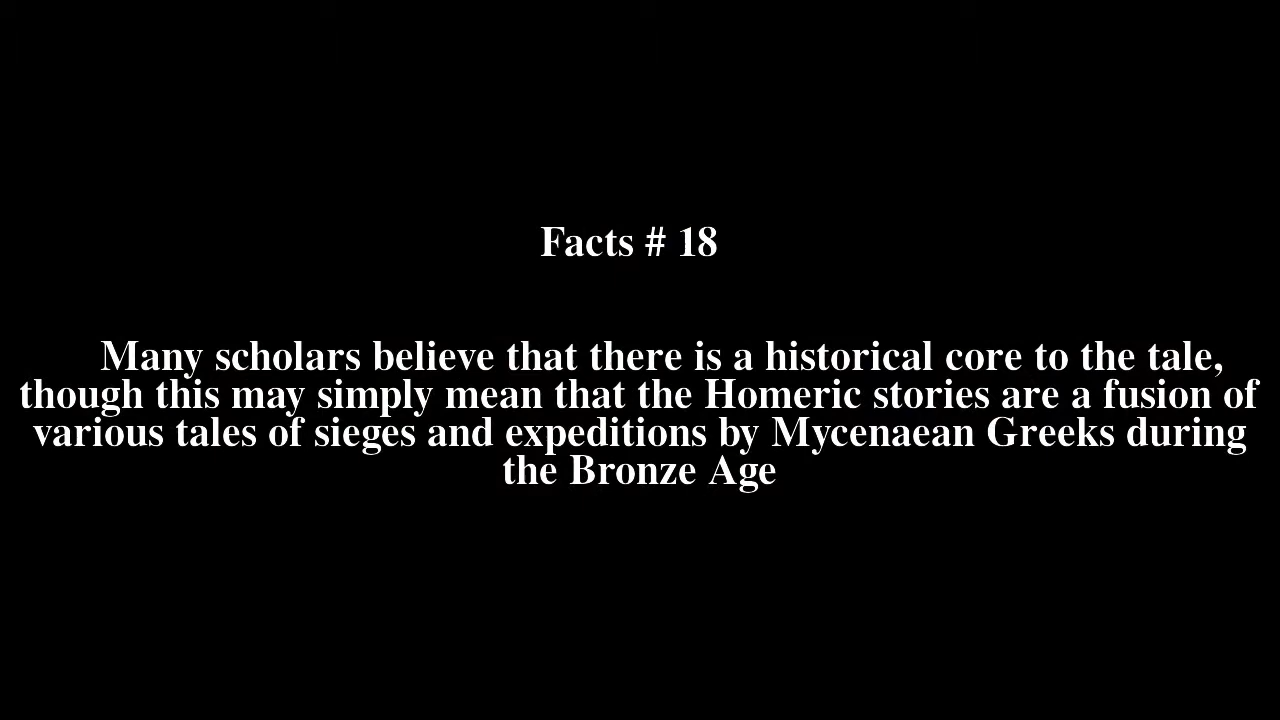 Facts # 18
Many scholars believe that there is a historical core to the tale,
though this may simply mean that the Homeric stories are a fusion of
various tales of sieges and expeditions by Mycenaean Greeks during
the Bronze Age